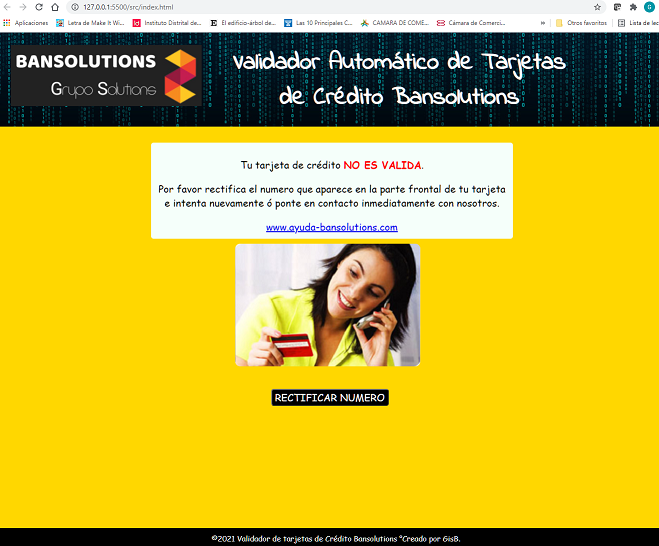 127.0.0.1:5500/src/index.html
Aplicaciones
Letra de Make It Wi...
Instituto Distrital de...
El edificio-árbol de...
Las 10 Principales C...
CAMARA DE COME...
Cámara de Comerci...
»
Otros favoritos
Lista de lec
BANSOLUTIONS
Grupo Solutions
Validador Automático de Tarjetas
de Crédito Bansolutions
Tu tarjeta de crédito NO ES VALIDA.
Por favor rectifica el numero que aparece en la parte frontal de tu tarjeta
e intenta nuevamente ó ponte en contacto inmediatamente con nosotros.
www.ayuda-bansolutions.com
RECTIFICAR NUMERO
©2021 Validador de tarjetas de Crédito Bansolutions °Creado por GisB.